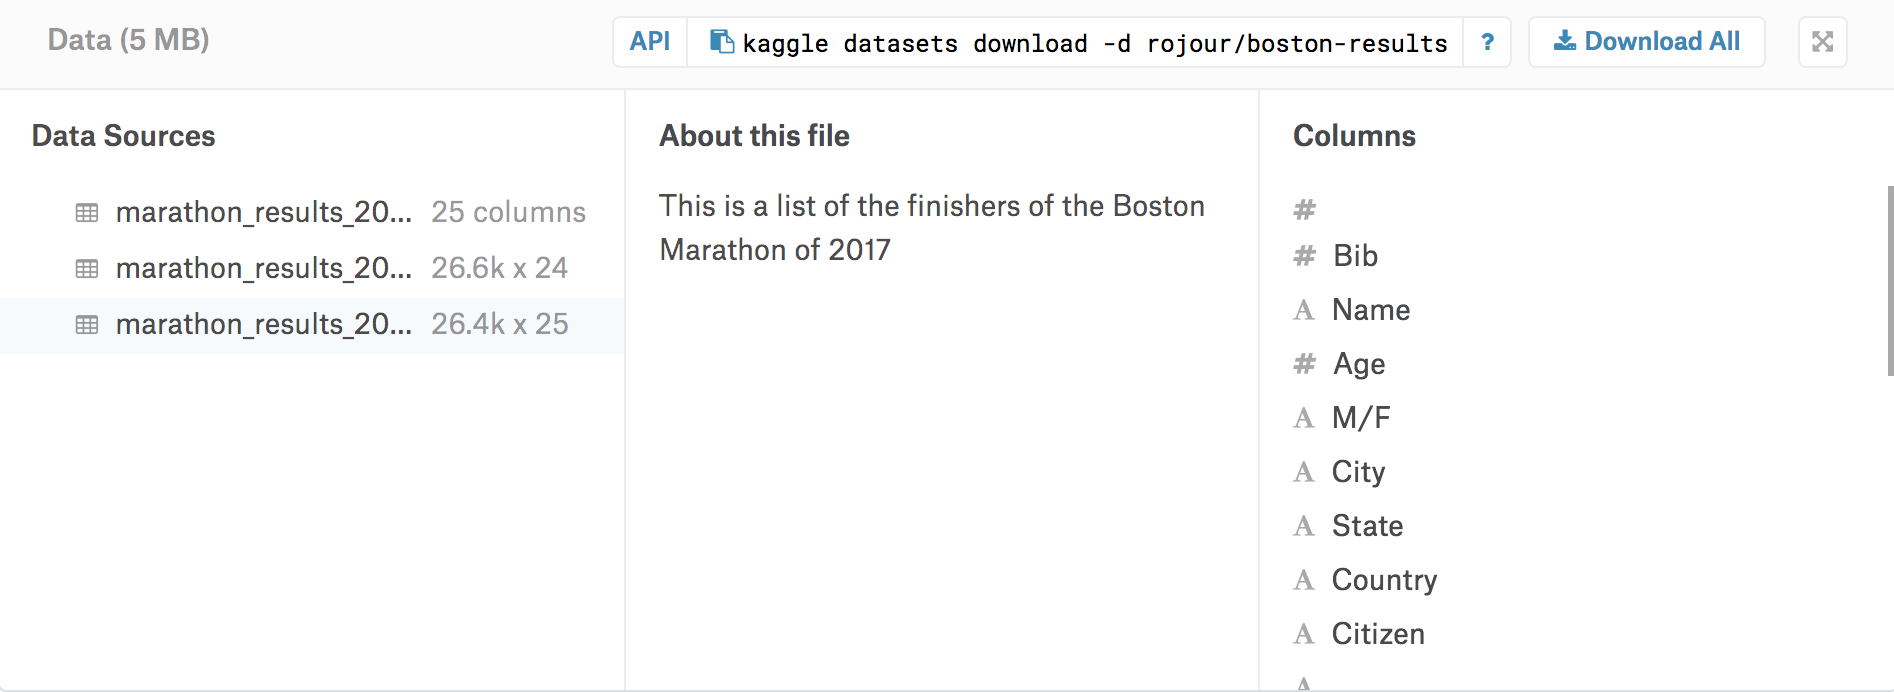 Data (5 MB)
API
kaggle datasets download -d rojour/boston-results
?
Download All
Data Sources
marathon_results_20... 25 columns
marathon_results_20... 26.6k x 24
marathon_results_20... 26.4k x 25
About this file
This is a list of the finishers of the Boston
Marathon of 2017
Columns
#
# Bib
A Name
# Age
A M/F
A City
A State
A Country
A Citizen
A